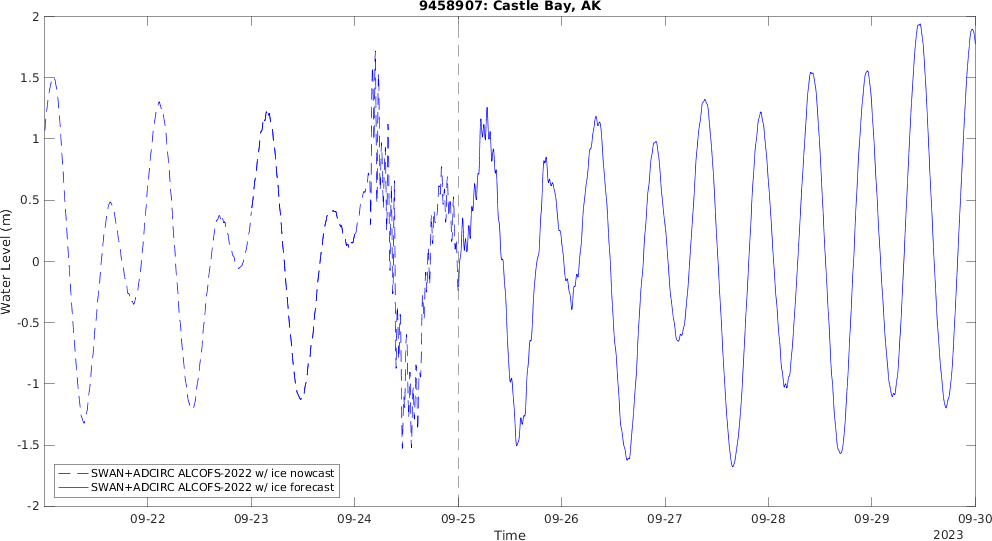 9458907: Castle Bay, AK
2
1.5
1
0.5
0
-0.5
-1
-1.5
-2
Water Level (m)
SWAN+ADCIRC ALCOFS-2022 w/ ice nowcast
SWAN+ADCIRC ALCOFS-2022 w/ ice forecast
09-22 09-23 09-24 09-25 09-26 09-27 09-28 09-29 09-30
Time
2023